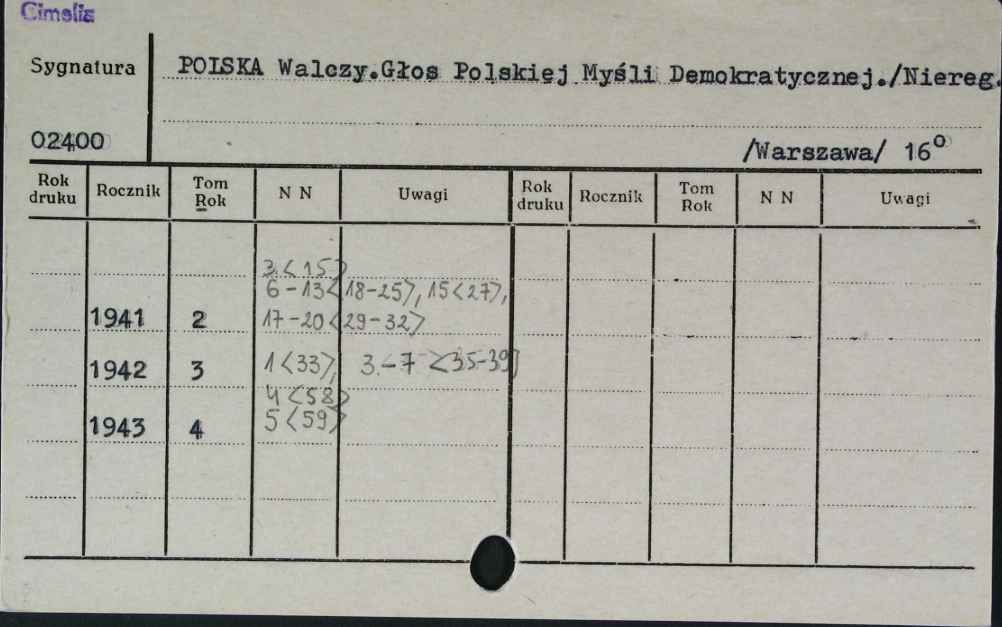 Cimelia
Sygnatura POLSKA Walczy.Głos Polskiej Myśli Demokratycznej./Niereg.
02400 /Warszawa/ 16°
Rok druku Rocznik Tom Rok N N Uwagi Rok druku Rocznik Tom Rok N N Uwagi
3<15>
6-13<18-25>, 15<27>,
1941 2 17-20<29-32>
1942 3 1<33>, 3-7 <35-39>
4<58>
1943 4 5<59>